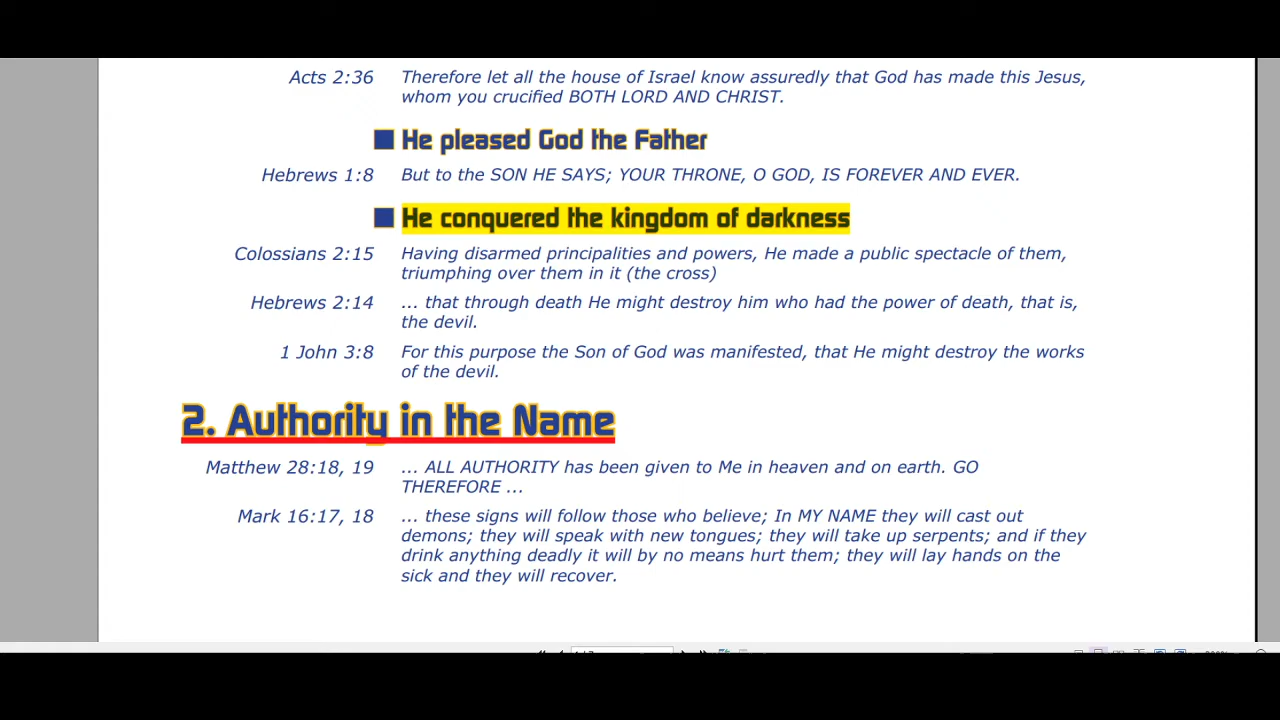 Acts 2:36 Therefore let all the house of Israel know assuredly that God has made this Jesus,
whom you crucified BOTH LORD AND CHRIST.
He pleased God the Father
Hebrews 1:8 But to the SON HE SAYS; YOUR THRONE, O GOD, IS FOREVER AND EVER.
He conquered the kingdom of darkness
Colossians 2:15 Having disarmed principalities and powers, He made a public spectacle of them,
triumphing over them in it (the cross)
Hebrews 2:14 ... that through death He might destroy him who had the power of death, that is,
the devil.
1 John 3:8 For this purpose the Son of God was manifested, that He might destroy the works
of the devil.
2. Authority in the Name
Matthew 28:18, 19 ... ALL AUTHORITY has been given to Me in heaven and on earth. GO
THEREFORE ...
Mark 16:17, 18 ... these signs will follow those who believe; In MY NAME they will cast out
demons; they will speak with new tongues; they will take up serpents; and if they
drink anything deadly it will by no means hurt them; they will lay hands on the
sick and they will recover.